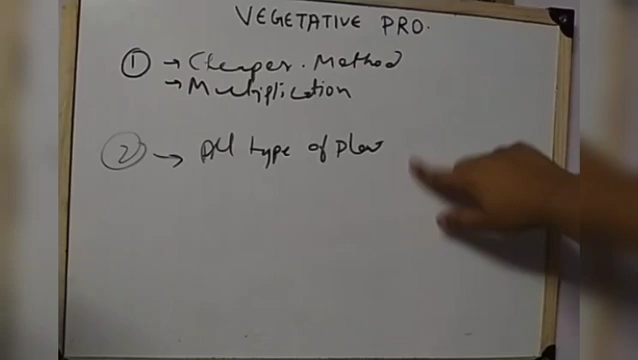 VEGETATIVE PRO.
① → Cheaper. Method
→ Multiplication
② → All type of Plan